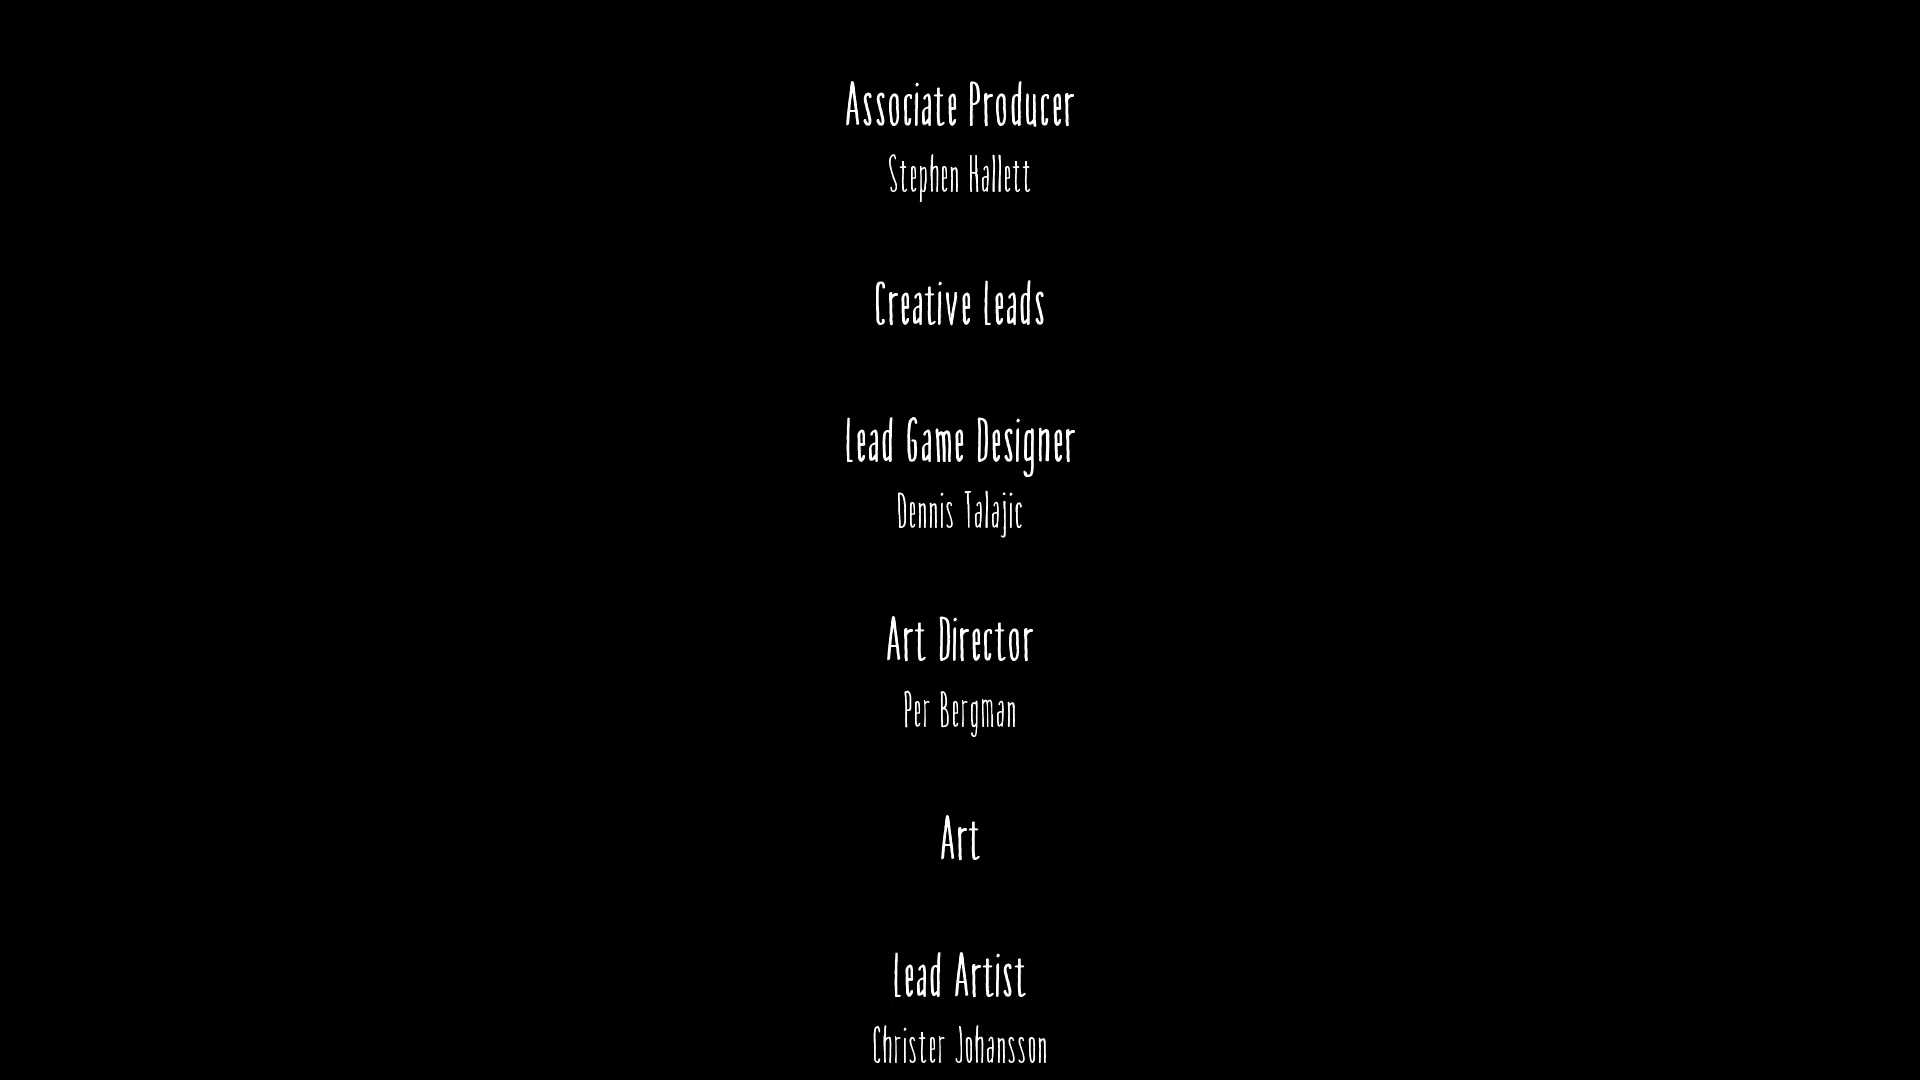 Associate Producer
Stephen Hallett
Creative Leads
Lead Game Designer
Dennis Talajic
Art Director
Per Bergman
Art
Lead Artist
Christer Johansson